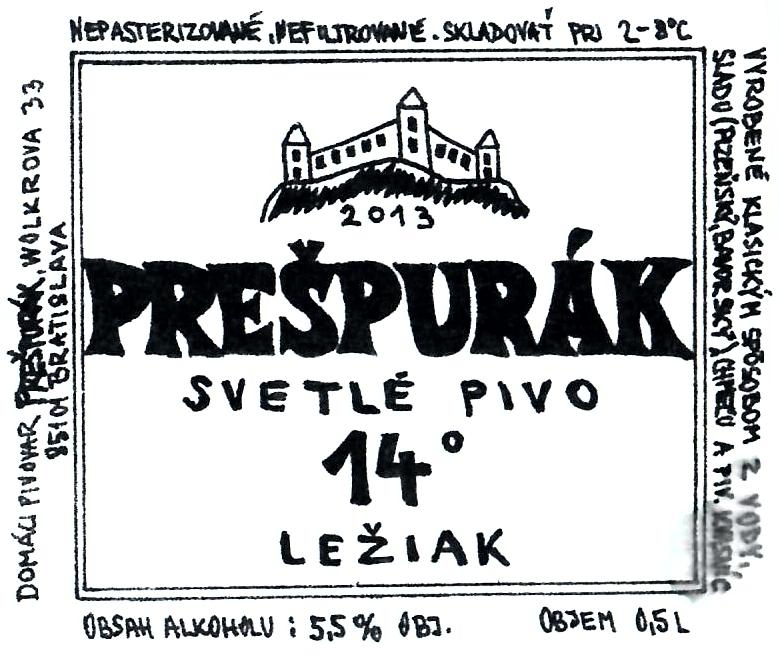 NEPASTERIZOVANÉ, NEFILTROVANÉ. SKLADOVAŤ PRI 2-8°C
2013
PREŠPURÁK
SVETLÉ PIVO
14°
LEŽIAK
OBSAH ALKOHOLU : 5,5% OBJ.
OBJEM 0,5L
DOMÁCI PIVOVAR PREŠPURÁK, WOLKROVA 33
85101 BRATISLAVA
VYROBENÉ KLASICKÝM SPÔSOBOM Z VODY,
SLADU (PLZEŇSKÝ, BAVORSKÝ), CHMEĽU A PIV. KVASNÍC